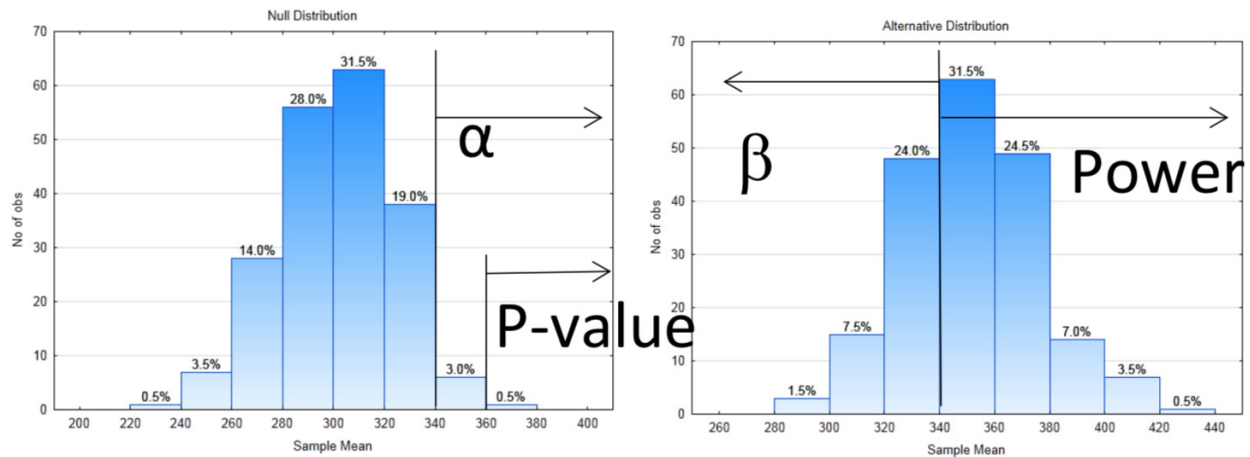 Null Distribution
70
60
50
40
30
20
10
0
No of obs
0.5%
3.5%
14.0%
28.0%
31.5%
19.0%
3.0%
0.5%
α
P-value
200 220 240 260 280 300 320 340 360 380 400
Sample Mean
Alternative Distribution
70
60
50
40
30
20
10
0
No of obs
1.5%
7.5%
24.0%
31.5%
24.5%
7.0%
3.5%
0.5%
β
Power
260 280 300 320 340 360 380 400 420 440
Sample Mean